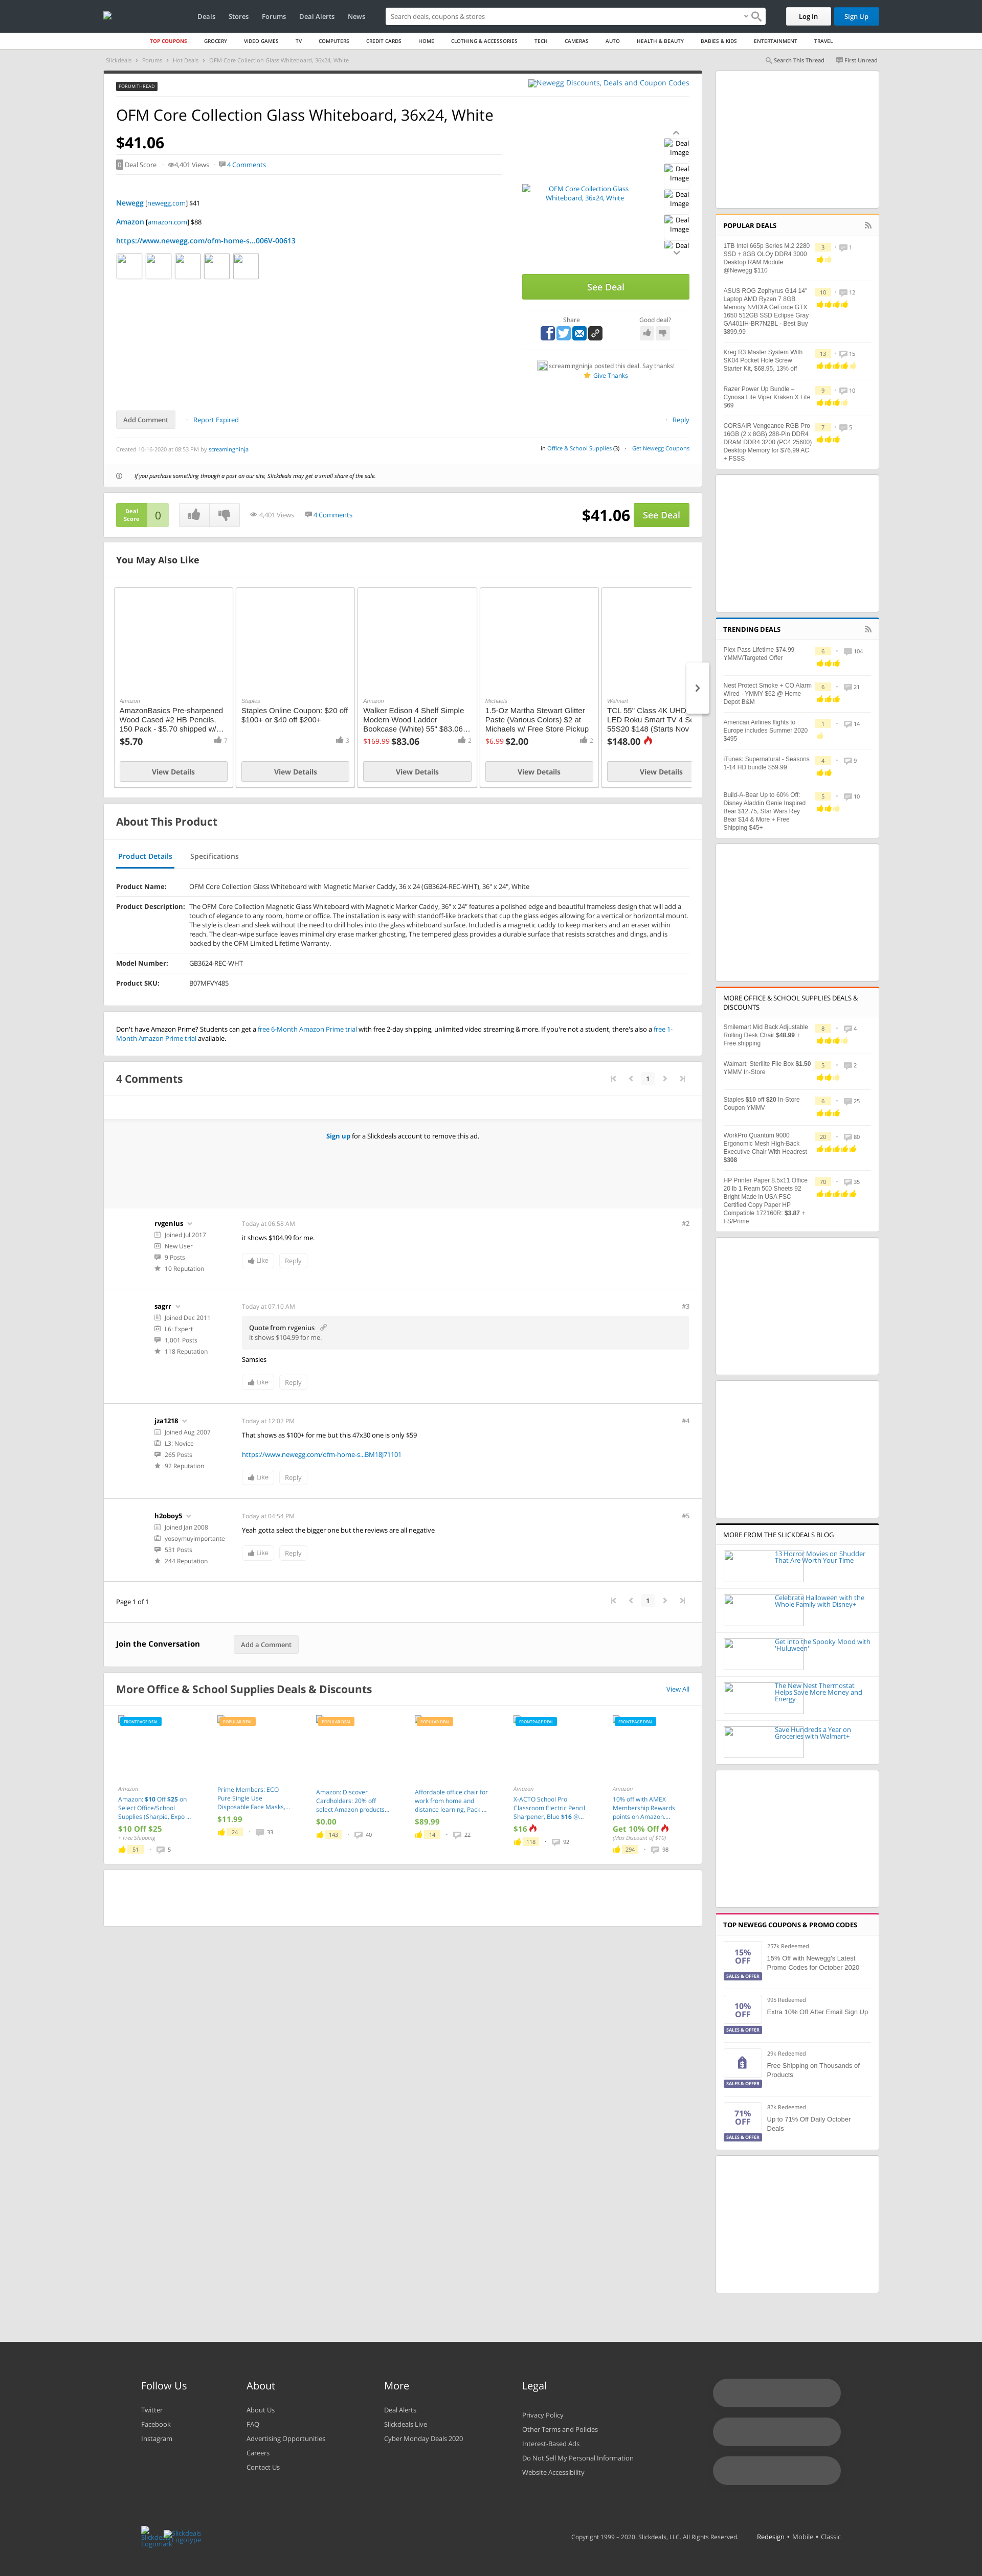 Deals Stores Forums Deal Alerts News
Search deals, coupons & stores
Log In
Sign Up
TOP COUPONS GROCERY VIDEO GAMES TV COMPUTERS CREDIT CARDS HOME CLOTHING & ACCESSORIES TECH CAMERAS AUTO HEALTH & BEAUTY BABIES & KIDS ENTERTAINMENT TRAVEL
Slickdeals Forums Hot Deals OFM Core Collection Glass Whiteboard, 36x24, White
Search This Thread First Unread
FORUM THREAD
Newegg Discounts, Deals and Coupon Codes
OFM Core Collection Glass Whiteboard, 36x24, White
$41.06
0 Deal Score · 4,401 Views · 4 Comments
Newegg [newegg.com] $41
Amazon [amazon.com] $88
https://www.newegg.com/ofm-home-s...006V-00613
OFM Core Collection Glass
Whiteboard, 36x24, White
Deal
Image
Deal
Image
Deal
Image
Deal
Image
Deal
See Deal
Share
Good deal?
screamingninja posted this deal. Say thanks!
Give Thanks
Add Comment
· Report Expired
· Reply
Created 10-16-2020 at 08:53 PM by screamingninja
in Office & School Supplies (3) · Get Newegg Coupons
If you purchase something through a post on our site, Slickdeals may get a small share of the sale.
Deal
Score
0
4,401 Views · 4 Comments
$41.06
See Deal
You May Also Like
Amazon
AmazonBasics Pre-sharpened
Wood Cased #2 HB Pencils,
150 Pack - $5.70 shipped w/...
$5.70
7
View Details
Staples
Staples Online Coupon: $20 off
$100+ or $40 off $200+
3
View Details
Amazon
Walker Edison 4 Shelf Simple
Modern Wood Ladder
Bookcase (White) 55" $83.06...
$169.99 $83.06
2
View Details
Michaels
1.5-Oz Martha Stewart Glitter
Paste (Various Colors) $2 at
Michaels w/ Free Store Pickup
$6.99 $2.00
2
View Details
Walmart
TCL 55" Class 4K UHD
LED Roku Smart TV 4 Se
55S20 $148 (Starts Nov
$148.00
View Details
About This Product
Product Details
Specifications
Product Name: OFM Core Collection Glass Whiteboard with Magnetic Marker Caddy, 36 x 24 (GB3624-REC-WHT), 36" x 24", White
Product Description: The OFM Core Collection Magnetic Glass Whiteboard with Magnetic Marker Caddy, 36" x 24" features a polished edge and beautiful frameless design that will add a
touch of elegance to any room, home or office. The installation is easy with standoff-like brackets that cup the glass edges allowing for a vertical or horizontal mount.
The style is clean and sleek without the need to drill holes into the glass whiteboard surface. Included is a magnetic caddy to keep markers and an eraser within
reach. The clean-wipe surface leaves minimal dry erase marker ghosting. The tempered glass provides a durable surface that resists scratches and dings, and is
backed by the OFM Limited Lifetime Warranty.
Model Number: GB3624-REC-WHT
Product SKU: B07MFVY485
Don't have Amazon Prime? Students can get a free 6-Month Amazon Prime trial with free 2-day shipping, unlimited video streaming & more. If you're not a student, there's also a free 1-
Month Amazon Prime trial available.
4 Comments
1
Sign up for a Slickdeals account to remove this ad.
rvgenius
Joined Jul 2017
New User
9 Posts
10 Reputation
Today at 06:58 AM
#2
it shows $104.99 for me.
Like
Reply
sagrr
Joined Dec 2011
L6: Expert
1,001 Posts
118 Reputation
Today at 07:10 AM
#3
Quote from rvgenius
it shows $104.99 for me.
Samsies
Like
Reply
jza1218
Joined Aug 2007
L3: Novice
265 Posts
92 Reputation
Today at 12:02 PM
#4
That shows as $100+ for me but this 47x30 one is only $59
https://www.newegg.com/ofm-home-s...BM18J71101
Like
Reply
h2oboy5
Joined Jan 2008
yosoymuyimportante
531 Posts
244 Reputation
Today at 04:54 PM
#5
Yeah gotta select the bigger one but the reviews are all negative
Like
Reply
Page 1 of 1
1
Join the Conversation
Add a Comment
More Office & School Supplies Deals & Discounts
View All
FRONTPAGE DEAL
Amazon
Amazon: $10 Off $25 on
Select Office/School
Supplies (Sharpie, Expo ...
$10 Off $25
+ Free Shipping
51 · 5
POPULAR DEAL
Prime Members: ECO
Pure Single Use
Disposable Face Masks,...
$11.99
24 · 33
POPULAR DEAL
Amazon: Discover
Cardholders: 20% off
select Amazon products...
$0.00
143 · 40
POPULAR DEAL
Affordable office chair for
work from home and
distance learning, Pack ...
$89.99
14 · 22
FRONTPAGE DEAL
Amazon
X-ACTO School Pro
Classroom Electric Pencil
Sharpener, Blue $16 @...
$16
118 · 92
FRONTPAGE DEAL
Amazon
10% off with AMEX
Membership Rewards
points on Amazon....
Get 10% Off
(Max Discount of $10)
294 · 98
POPULAR DEALS
1TB Intel 665p Series M.2 2280
SSD + 8GB OLOy DDR4 3000
Desktop RAM Module
@Newegg $110
3 · 1
ASUS ROG Zephyrus G14 14"
Laptop AMD Ryzen 7 8GB
Memory NVIDIA GeForce GTX
1650 512GB SSD Eclipse Gray
GA401IH-BR7N2BL - Best Buy
$899.99
10 · 12
Kreg R3 Master System With
SK04 Pocket Hole Screw
Starter Kit, $68.95, 13% off
13 · 15
Razer Power Up Bundle –
Cynosa Lite Viper Kraken X Lite
$69
9 · 10
CORSAIR Vengeance RGB Pro
16GB (2 x 8GB) 288-Pin DDR4
DRAM DDR4 3200 (PC4 25600)
Desktop Memory for $76.99 AC
+ FSSS
7 · 5
TRENDING DEALS
Plex Pass Lifetime $74.99
YMMV/Targeted Offer
6 · 104
Nest Protect Smoke + CO Alarm
Wired - YMMY $62 @ Home
Depot B&M
6 · 21
American Airlines flights to
Europe includes Summer 2020
$495
1 · 14
iTunes: Supernatural - Seasons
1-14 HD bundle $59.99
4 · 9
Build-A-Bear Up to 60% Off:
Disney Aladdin Genie Inspired
Bear $12.75, Star Wars Rey
Bear $14 & More + Free
Shipping $45+
5 · 10
MORE OFFICE & SCHOOL SUPPLIES DEALS &
DISCOUNTS
Smilemart Mid Back Adjustable
Rolling Desk Chair $48.99 +
Free shipping
8 · 4
Walmart: Sterilite File Box $1.50
YMMV In-Store
5 · 2
Staples $10 off $20 In-Store
Coupon YMMV
6 · 25
WorkPro Quantum 9000
Ergonomic Mesh High-Back
Executive Chair With Headrest
$308
20 · 80
HP Printer Paper 8.5x11 Office
20 lb 1 Ream 500 Sheets 92
Bright Made in USA FSC
Certified Copy Paper HP
Compatible 172160R: $3.87 +
FS/Prime
70 · 35
MORE FROM THE SLICKDEALS BLOG
13 Horror Movies on Shudder
That Are Worth Your Time
Celebrate Halloween with the
Whole Family with Disney+
Get into the Spooky Mood with
'Huluween'
The New Nest Thermostat
Helps Save More Money and
Energy
Save Hundreds a Year on
Groceries with Walmart+
TOP NEWEGG COUPONS & PROMO CODES
15%
OFF
SALES & OFFER
257k Redeemed
15% Off with Newegg's Latest
Promo Codes for October 2020
10%
OFF
SALES & OFFER
995 Redeemed
Extra 10% Off After Email Sign Up
SALES & OFFER
29k Redeemed
Free Shipping on Thousands of
Products
71%
OFF
SALES & OFFER
82k Redeemed
Up to 71% Off Daily October
Deals
Follow Us
Twitter
Facebook
Instagram
About
About Us
FAQ
Advertising Opportunities
Careers
Contact Us
More
Deal Alerts
Slickdeals Live
Cyber Monday Deals 2020
Legal
Privacy Policy
Other Terms and Policies
Interest-Based Ads
Do Not Sell My Personal Information
Website Accessibility
Slickdeals
Logomark
Slickdeals
Logotype
Copyright 1999 – 2020. Slickdeals, LLC. All Rights Reserved.
Redesign • Mobile • Classic